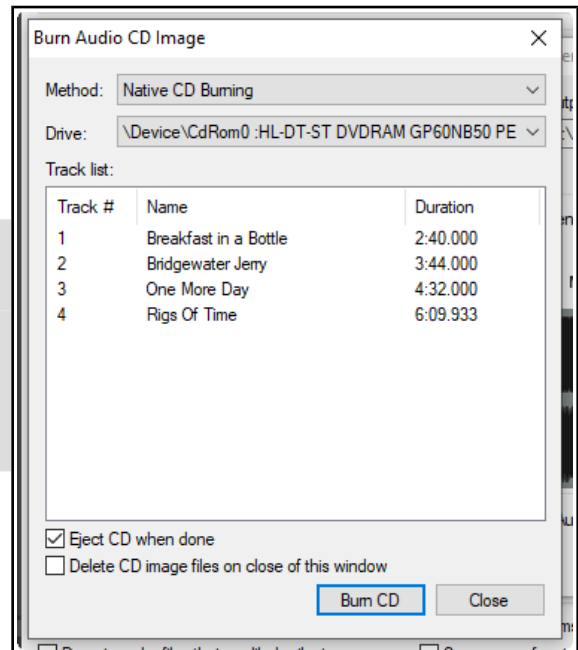 Burn Audio CD Image
Method: Native CD Burning
Drive: \Device\CdRom0 :HL-DT-ST DVDRAM GP60NB50 PE
Track list:
Track # Name Duration
1 Breakfast in a Bottle 2:40.000
2 Bridgewater Jerry 3:44.000
3 One More Day 4:32.000
4 Rigs Of Time 6:09.933
Eject CD when done
Delete CD image files on close of this window
Burn CD Close